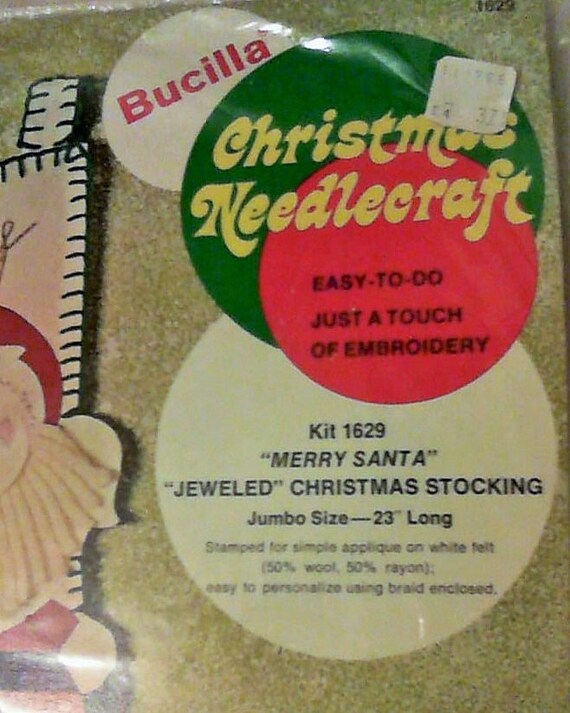 1629
Bucilla
Christmas
Needlecraft
EASY-TO-DO
JUST A TOUCH
OF EMBROIDERY
Kit 1629
"MERRY SANTA"
"JEWELED" CHRISTMAS STOCKING
Jumbo Size—23" Long
Stamped for simple applique on white felt
(50% wool, 50% rayon);
easy to personalize using braid enclosed.